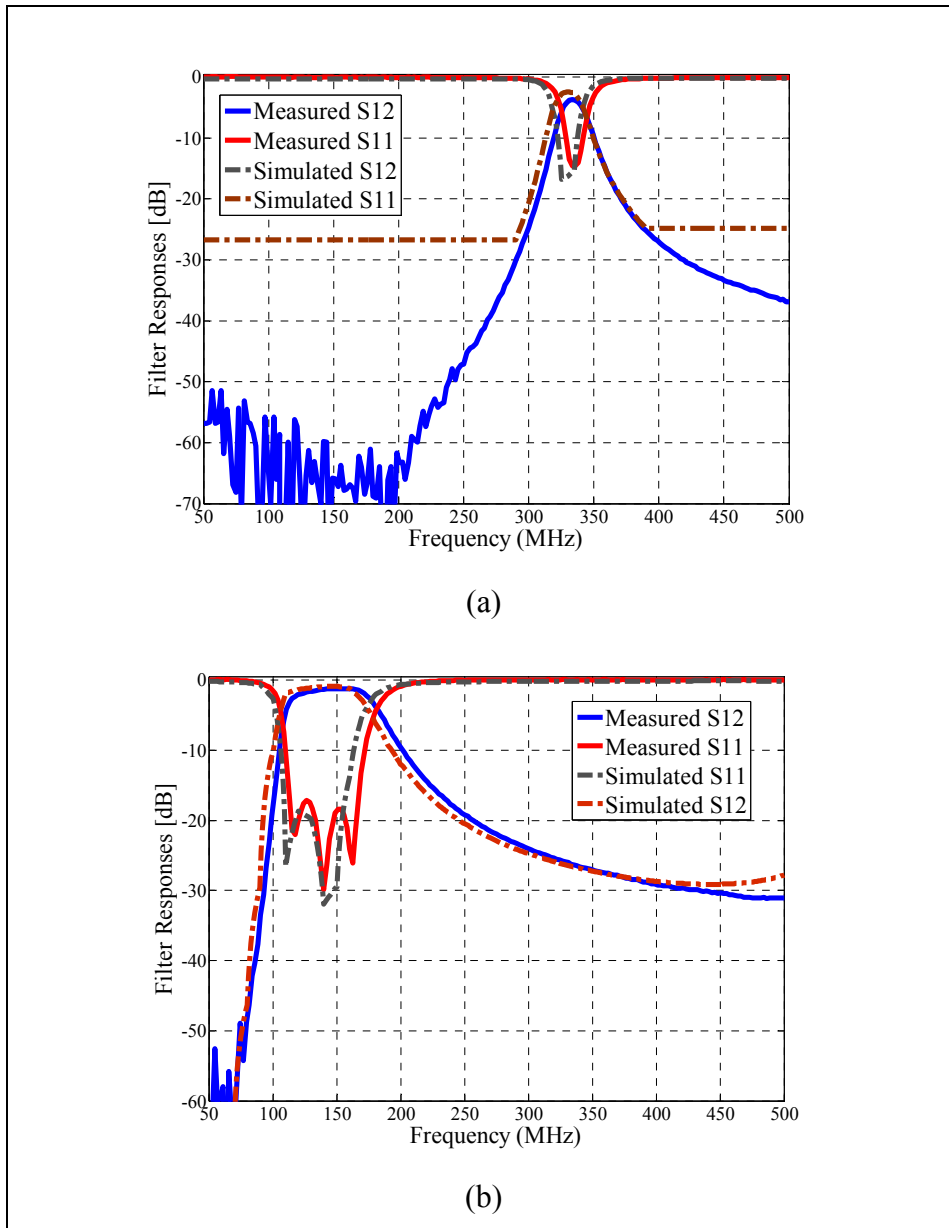 0
-10
-20
-30
-40
-50
-60
-70
Filter Responses [dB]
Measured S12
Measured S11
Simulated S12
Simulated S11
50 100 150 200 250 300 350 400 450 500
Frequency (MHz)
(a)
0
-10
-20
-30
-40
-50
-60
Filter Responses [dB]
Measured S12
Measured S11
Simulated S11
Simulated S12
50 100 150 200 250 300 350 400 450 500
Frequency (MHz)
(b)